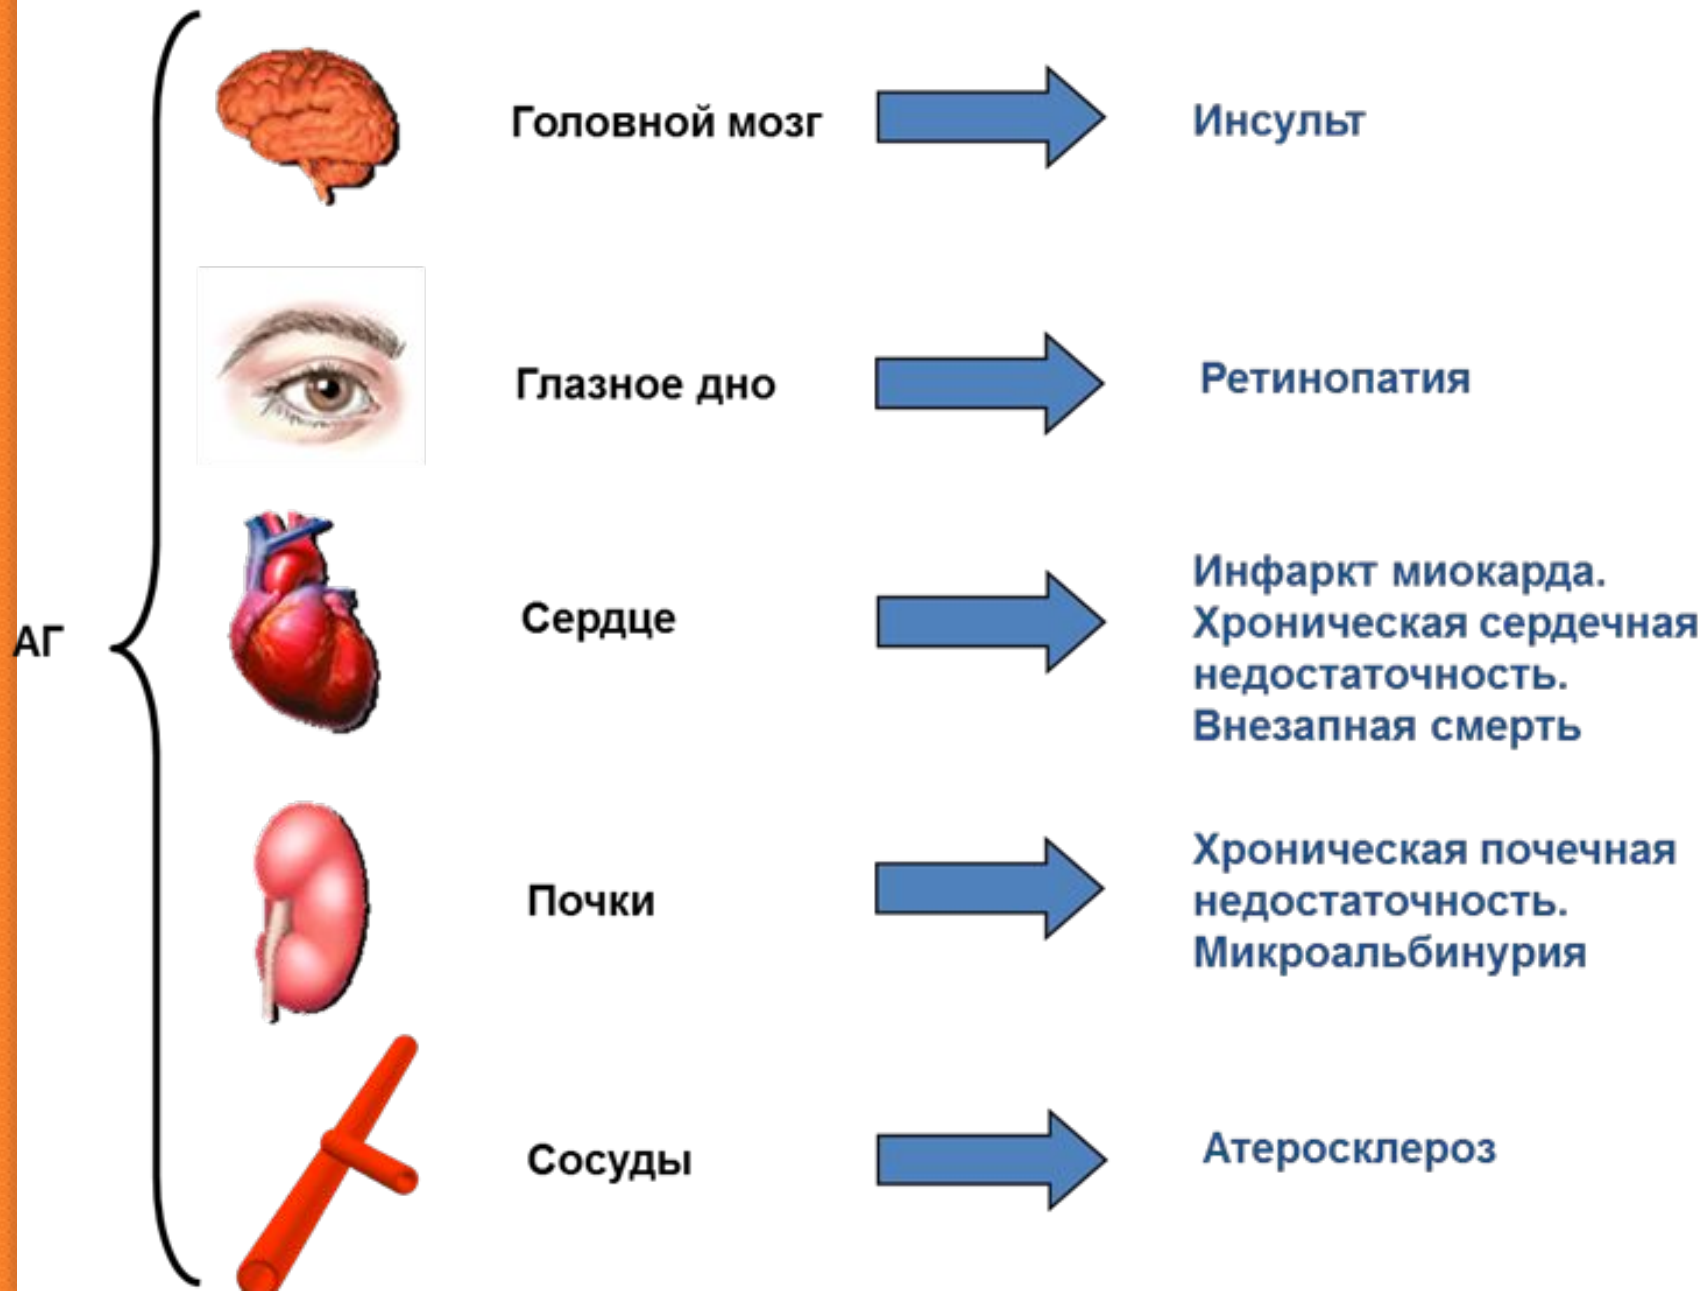 Головной мозг
Инсульт
Глазное дно
Ретинопатия
АГ
Сердце
Инфаркт миокарда.
Хроническая сердечная
недостаточность.
Внезапная смерть
Почки
Хроническая почечная
недостаточность.
Микроальбинурия
Сосуды
Атеросклероз